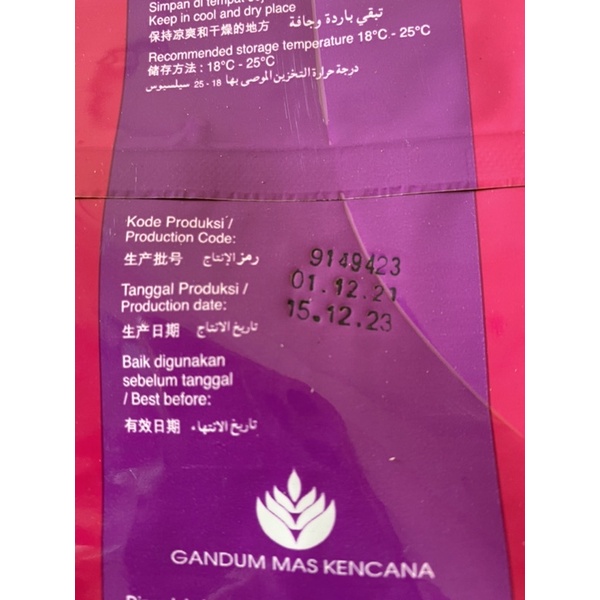 Simpan di tempat
Keep in cool and dry place
保持凉爽和干燥的地方 تبقي باردة وجافة
Recommended storage temperature 18°C - 25°C
储存方法 : 18°C - 25°C
درجة حرارة التخزين الموصى بها 18 - 25 سيلسيوس
Kode Produksi /
Production Code:
生产批号 رمز الإنتاج
9149423
Tanggal Produksi /
Production date:
01.12.21
生产日期 تاريخ الانتاج
15.12.23
Baik digunakan
sebelum tanggal
/ Best before:
有效日期 تاريخ الانتهاء
GANDUM MAS KENCANA